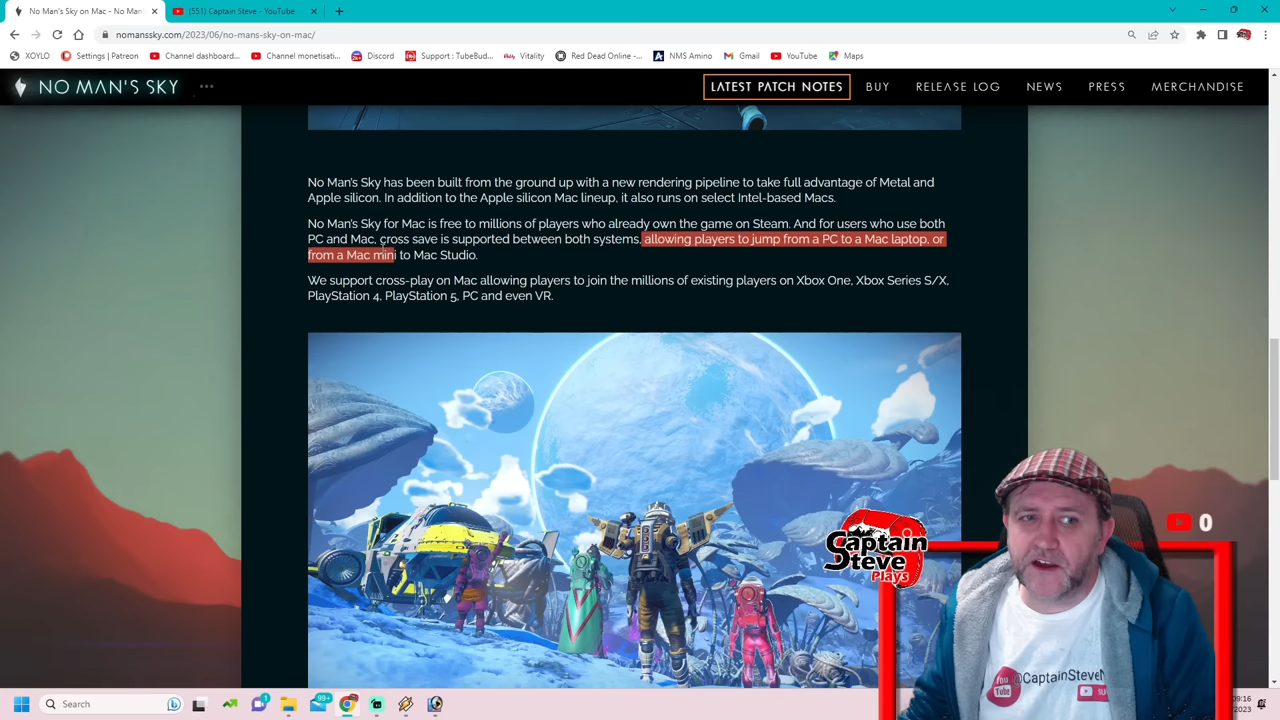 No Man's Sky on Mac - No Man'
(551) Captain Steve - YouTube
nomanssky.com/2023/06/no-mans-sky-on-mac/
XOYLO
Settings | Patreon
Channel dashboard...
Channel monetisati...
Discord
Support : TubeBud...
Vitality
Red Dead Online -...
NMS Amino
Gmail
YouTube
Maps
NO MAN'S SKY
LATEST PATCH NOTES
BUY
RELEASE LOG
NEWS
PRESS
MERCHANDISE
No Man's Sky has been built from the ground up with a new rendering pipeline to take full advantage of Metal and
Apple silicon. In addition to the Apple silicon Mac lineup, it also runs on select Intel-based Macs.
No Man's Sky for Mac is free to millions of players who already own the game on Steam. And for users who use both
PC and Mac, cross save is supported between both systems, allowing players to jump from a PC to a Mac laptop, or
from a Mac mini to Mac Studio.
We support cross-play on Mac allowing players to join the millions of existing players on Xbox One, Xbox Series S/X,
PlayStation 4, PlayStation 5, PC and even VR.
Captain
Steve
Plays
0
You
Tube
@CaptainSteveN
SU
Search
1
99+
09:16
2023